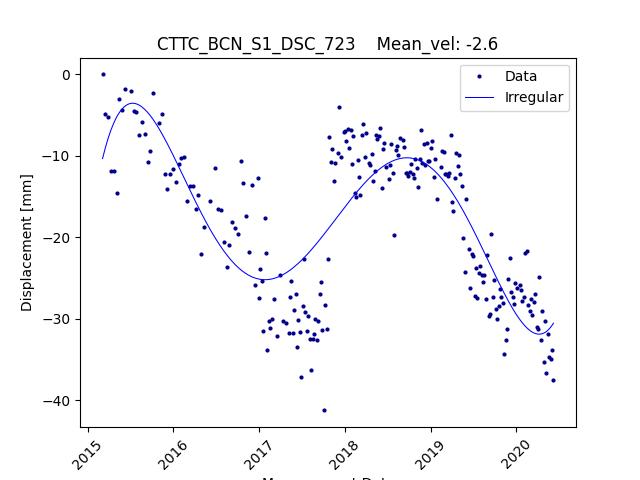 CTTC_BCN_S1_DSC_723    Mean_vel: -2.6
Data
Irregular
0
−10
−20
−30
−40
Displacement [mm]
2015
2016
2017
2018
2019
2020